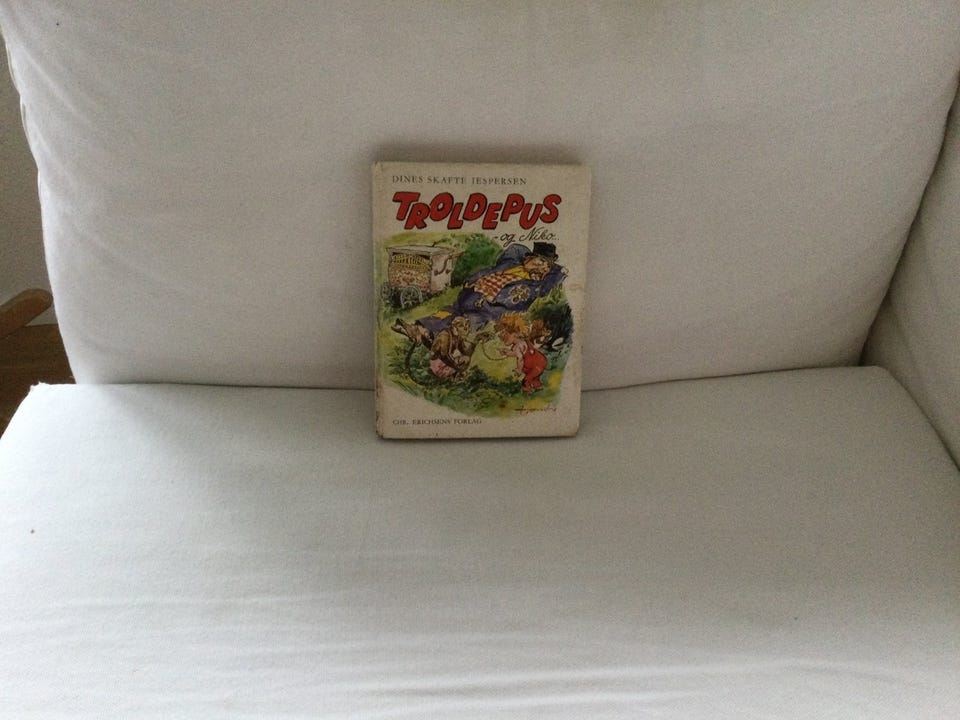 DINES SKAFTE JESPERSEN
TROLDEPUS
- og Niko
CHR. ERICHSENS FORLAG